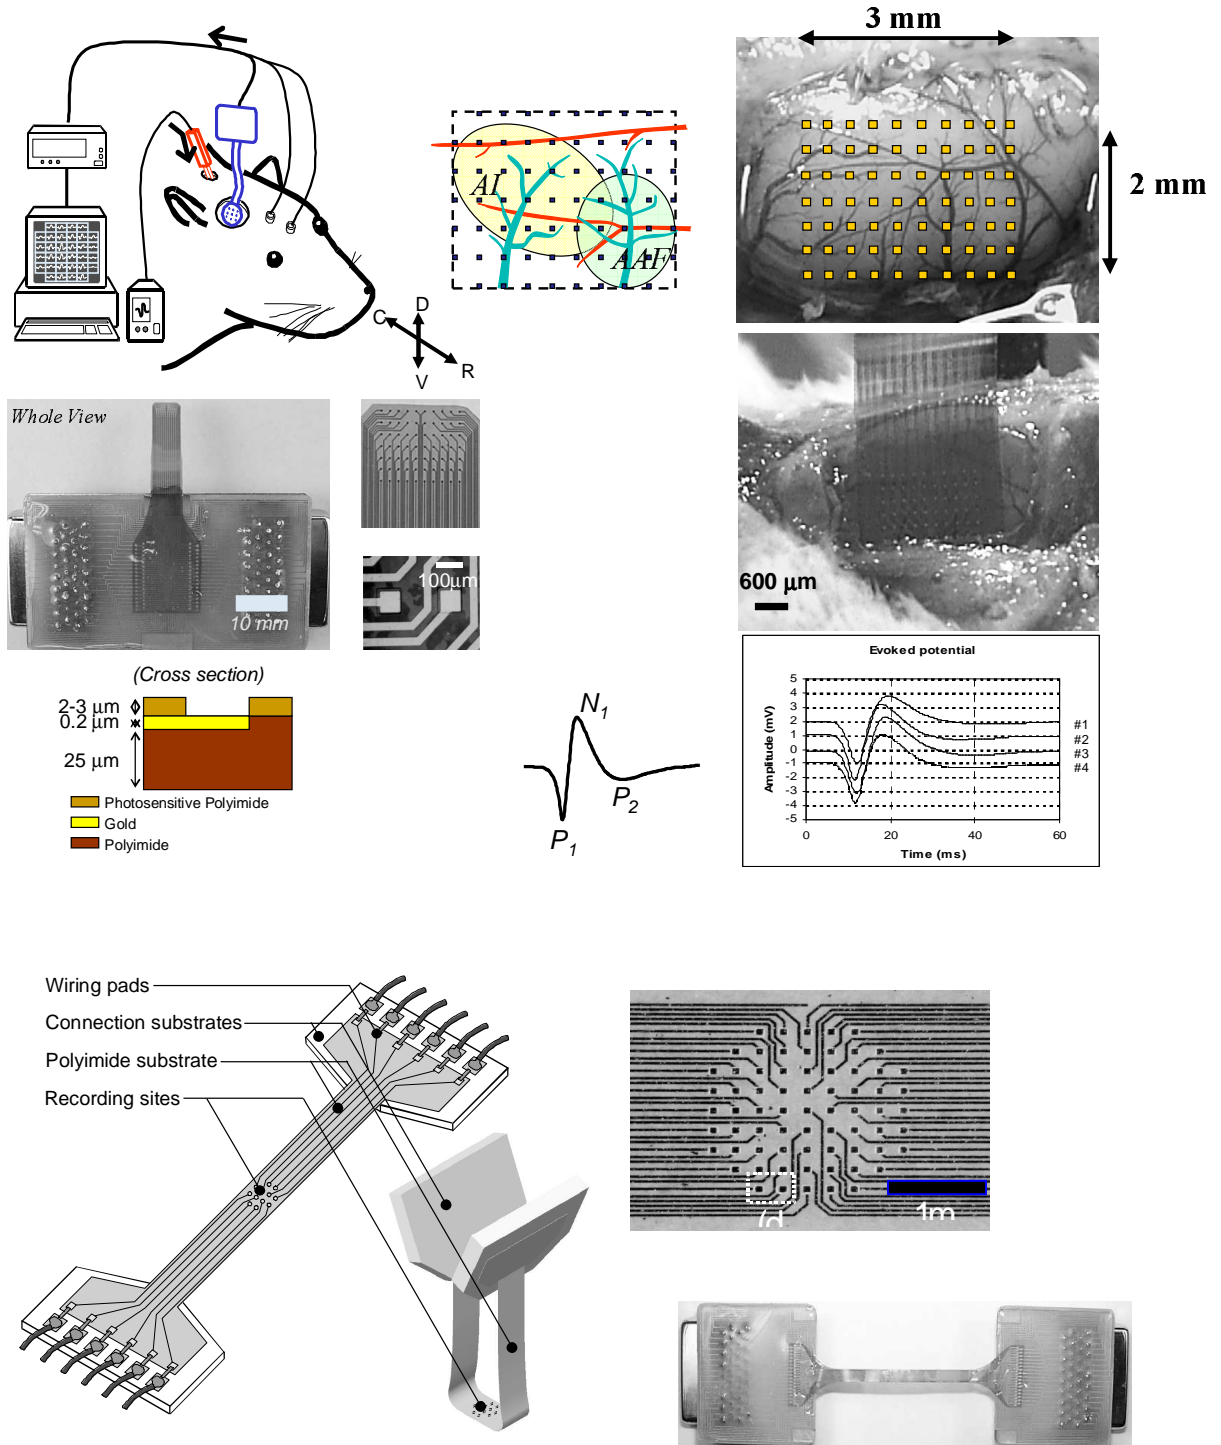 3 mm
2 mm
AI
AAF
D
C
R
V
Whole View
10 mm
100μm
600 μm
(Cross section)
2-3 μm
0.2 μm
25 μm
Photosensitive Polyimide
Gold
Polyimide
N1
P1
P2
Evoked potential
Amplitude (mV)
5
4
3
2
1
0
-1
-2
-3
-4
-5
#1
#2
#3
#4
0 20 40 60
Time (ms)
Wiring pads
Connection substrates
Polyimide substrate
Recording sites
(d
1m